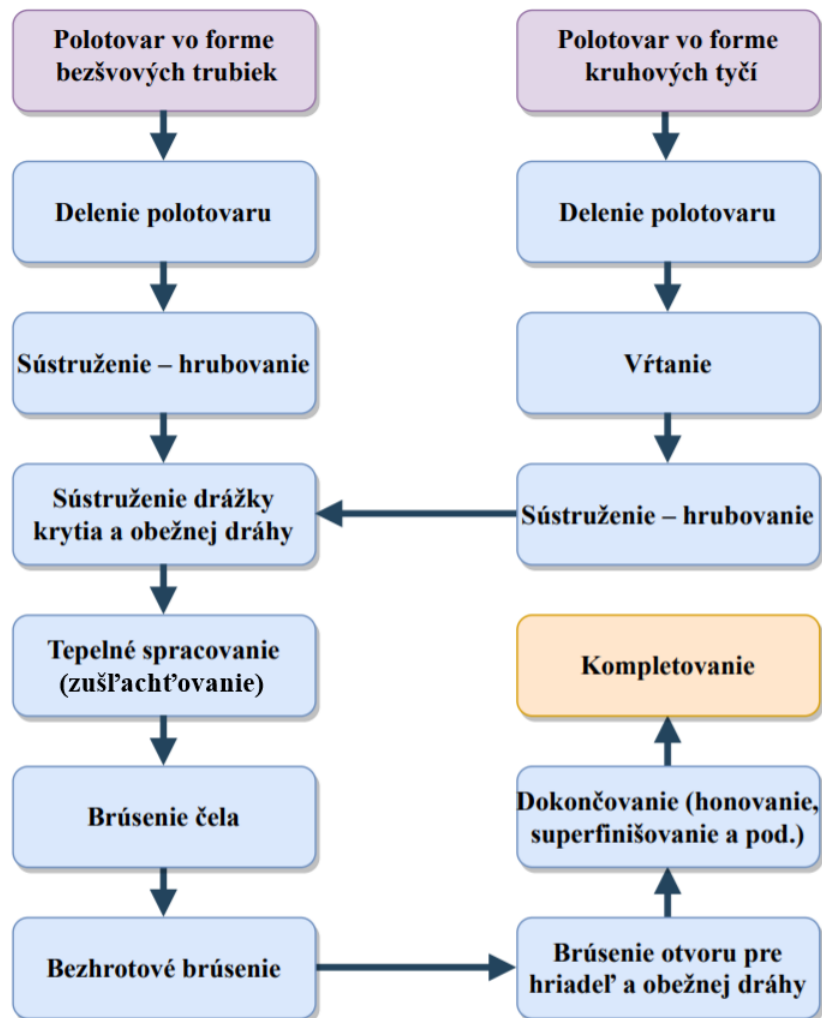 Polotovar vo forme
bezšvových trubiek
Polotovar vo forme
kruhových tyčí
Delenie polotovaru
Delenie polotovaru
Sústruženie – hrubovanie
Vŕtanie
Sústruženie drážky
krytia a obežnej dráhy
Sústruženie – hrubovanie
Tepelné spracovanie
(zušľachťovanie)
Kompletovanie
Brúsenie čela
Dokončovanie (honovanie,
superfinišovanie a pod.)
Bezhrotové brúsenie
Brúsenie otvoru pre
hriadeľ a obežnej dráhy